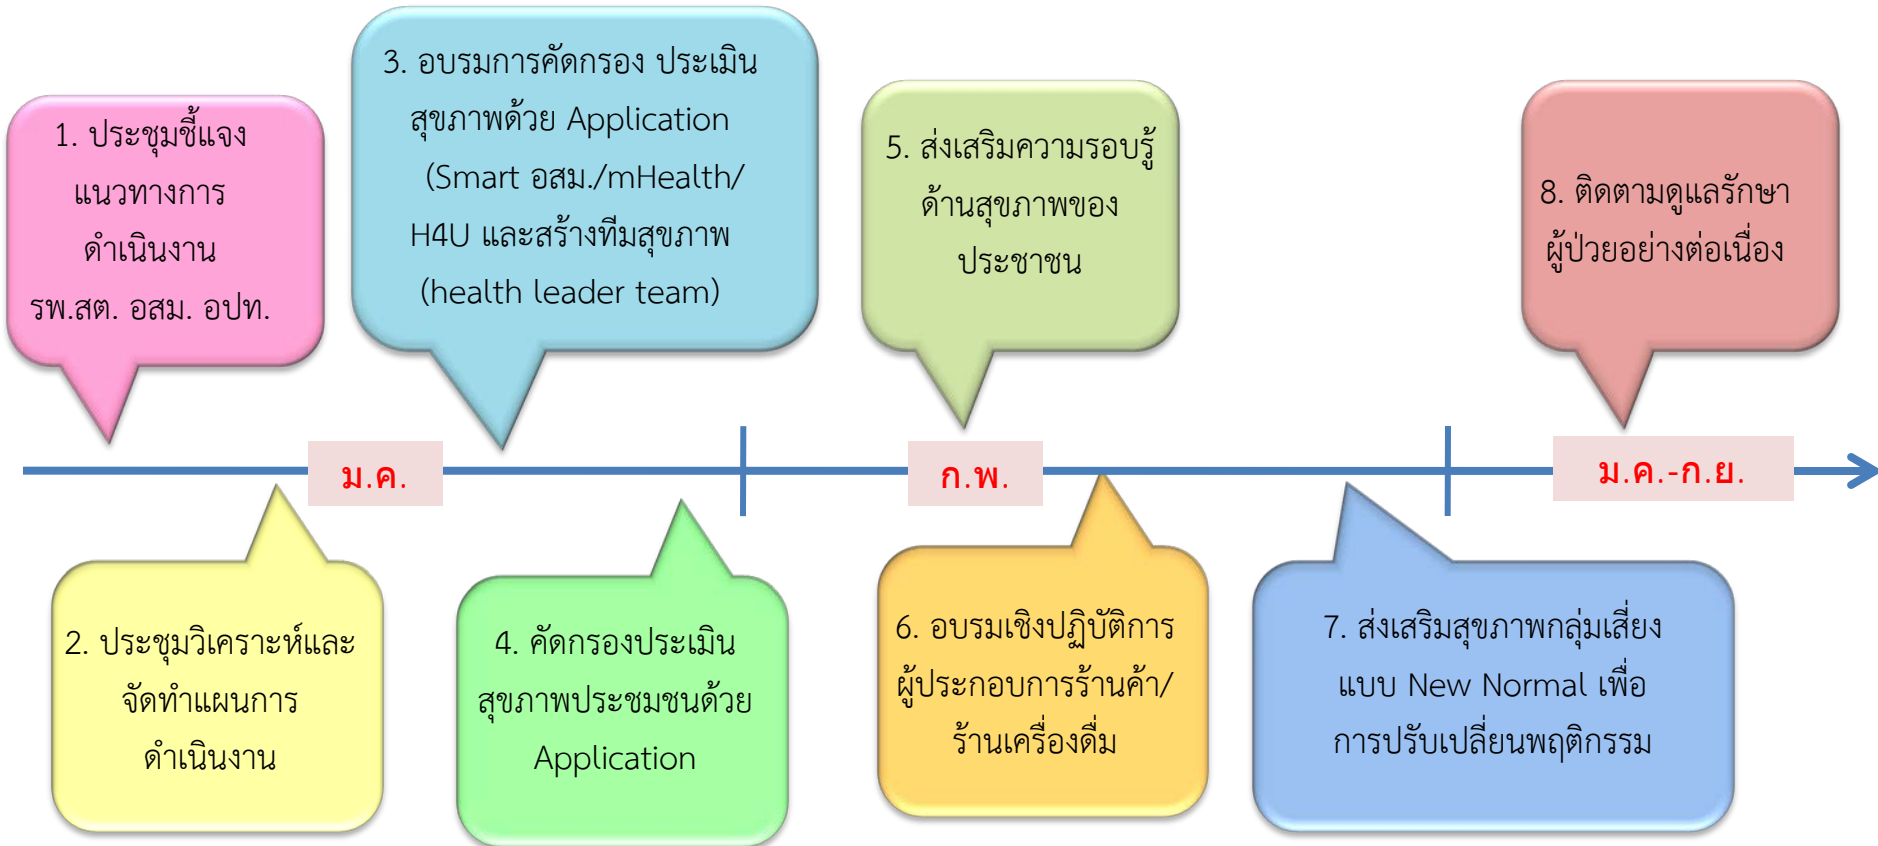 1. ประชุมชี้แจง
แนวทางการ
ดำเนินงาน
รพ.สต. อสม. อปท.
2. ประชุมวิเคราะห์และ
จัดทำแผนการ
ดำเนินงาน
3. อบรมการคัดกรอง ประเมิน
สุขภาพด้วย Application
(Smart อสม./mHealth/
H4U และสร้างทีมสุขภาพ
(health leader team)
4. คัดกรองประเมิน
สุขภาพประชมชนด้วย
Application
5. ส่งเสริมความรอบรู้
ด้านสุขภาพของ
ประชาชน
6. อบรมเชิงปฏิบัติการ
ผู้ประกอบการร้านค้า/
ร้านเครื่องดื่ม
7. ส่งเสริมสุขภาพกลุ่มเสี่ยง
แบบ New Normal เพื่อ
การปรับเปลี่ยนพฤติกรรม
8. ติดตามดูแลรักษา
ผู้ป่วยอย่างต่อเนื่อง
ม.ค.
ก.พ.
ม.ค.-ก.ย.